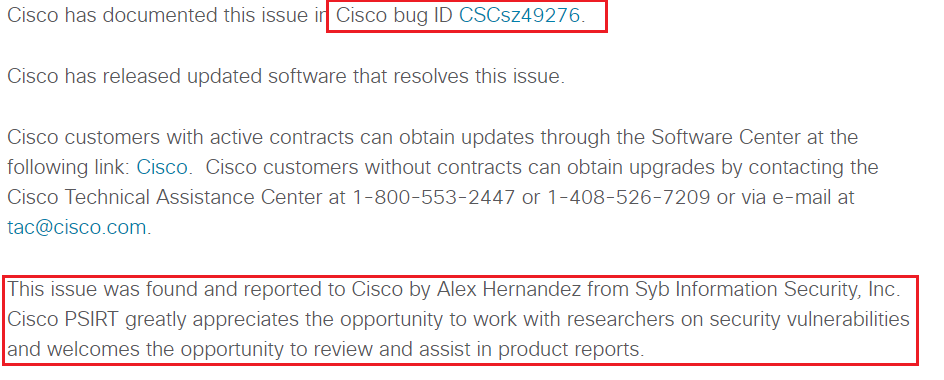 Cisco has documented this issue in Cisco bug ID CSCsz49276.
Cisco has released updated software that resolves this issue.
Cisco customers with active contracts can obtain updates through the Software Center at the
following link: Cisco.  Cisco customers without contracts can obtain upgrades by contacting the
Cisco Technical Assistance Center at 1-800-553-2447 or 1-408-526-7209 or via e-mail at
tac@cisco.com.
This issue was found and reported to Cisco by Alex Hernandez from Syb Information Security, Inc.
Cisco PSIRT greatly appreciates the opportunity to work with researchers on security vulnerabilities
and welcomes the opportunity to review and assist in product reports.